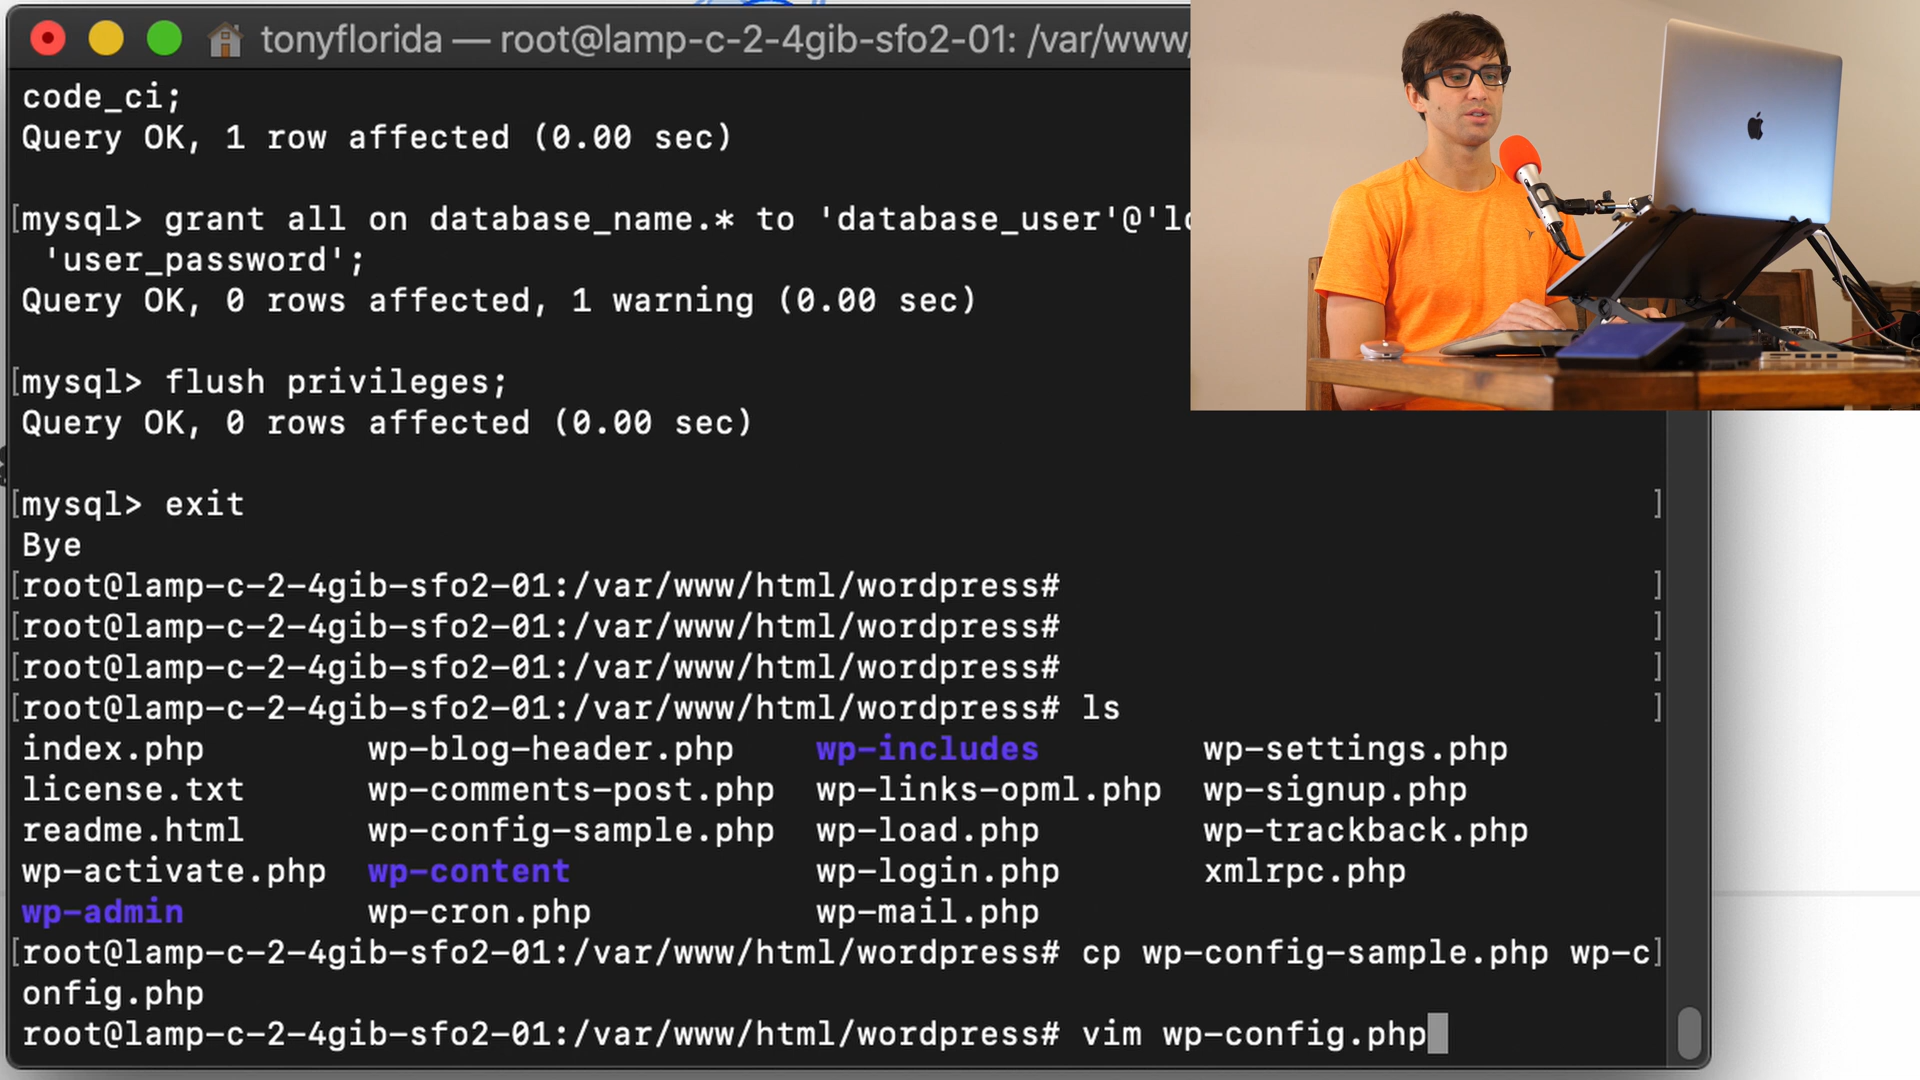 tonyflorida — root@lamp-c-2-4gib-sfo2-01: /var/www/
code_ci;
Query OK, 1 row affected (0.00 sec)
[mysql> grant all on database_name.* to 'database_user'@'lo
'user_password';
Query OK, 0 rows affected, 1 warning (0.00 sec)
[mysql> flush privileges;
Query OK, 0 rows affected (0.00 sec)
[mysql> exit ]
Bye
[root@lamp-c-2-4gib-sfo2-01:/var/www/html/wordpress# ]
[root@lamp-c-2-4gib-sfo2-01:/var/www/html/wordpress# ]
[root@lamp-c-2-4gib-sfo2-01:/var/www/html/wordpress# ]
[root@lamp-c-2-4gib-sfo2-01:/var/www/html/wordpress# ls ]
index.php wp-blog-header.php wp-includes wp-settings.php
license.txt wp-comments-post.php wp-links-opml.php wp-signup.php
readme.html wp-config-sample.php wp-load.php wp-trackback.php
wp-activate.php wp-content wp-login.php xmlrpc.php
wp-admin wp-cron.php wp-mail.php
[root@lamp-c-2-4gib-sfo2-01:/var/www/html/wordpress# cp wp-config-sample.php wp-c]
onfig.php
root@lamp-c-2-4gib-sfo2-01:/var/www/html/wordpress# vim wp-config.php